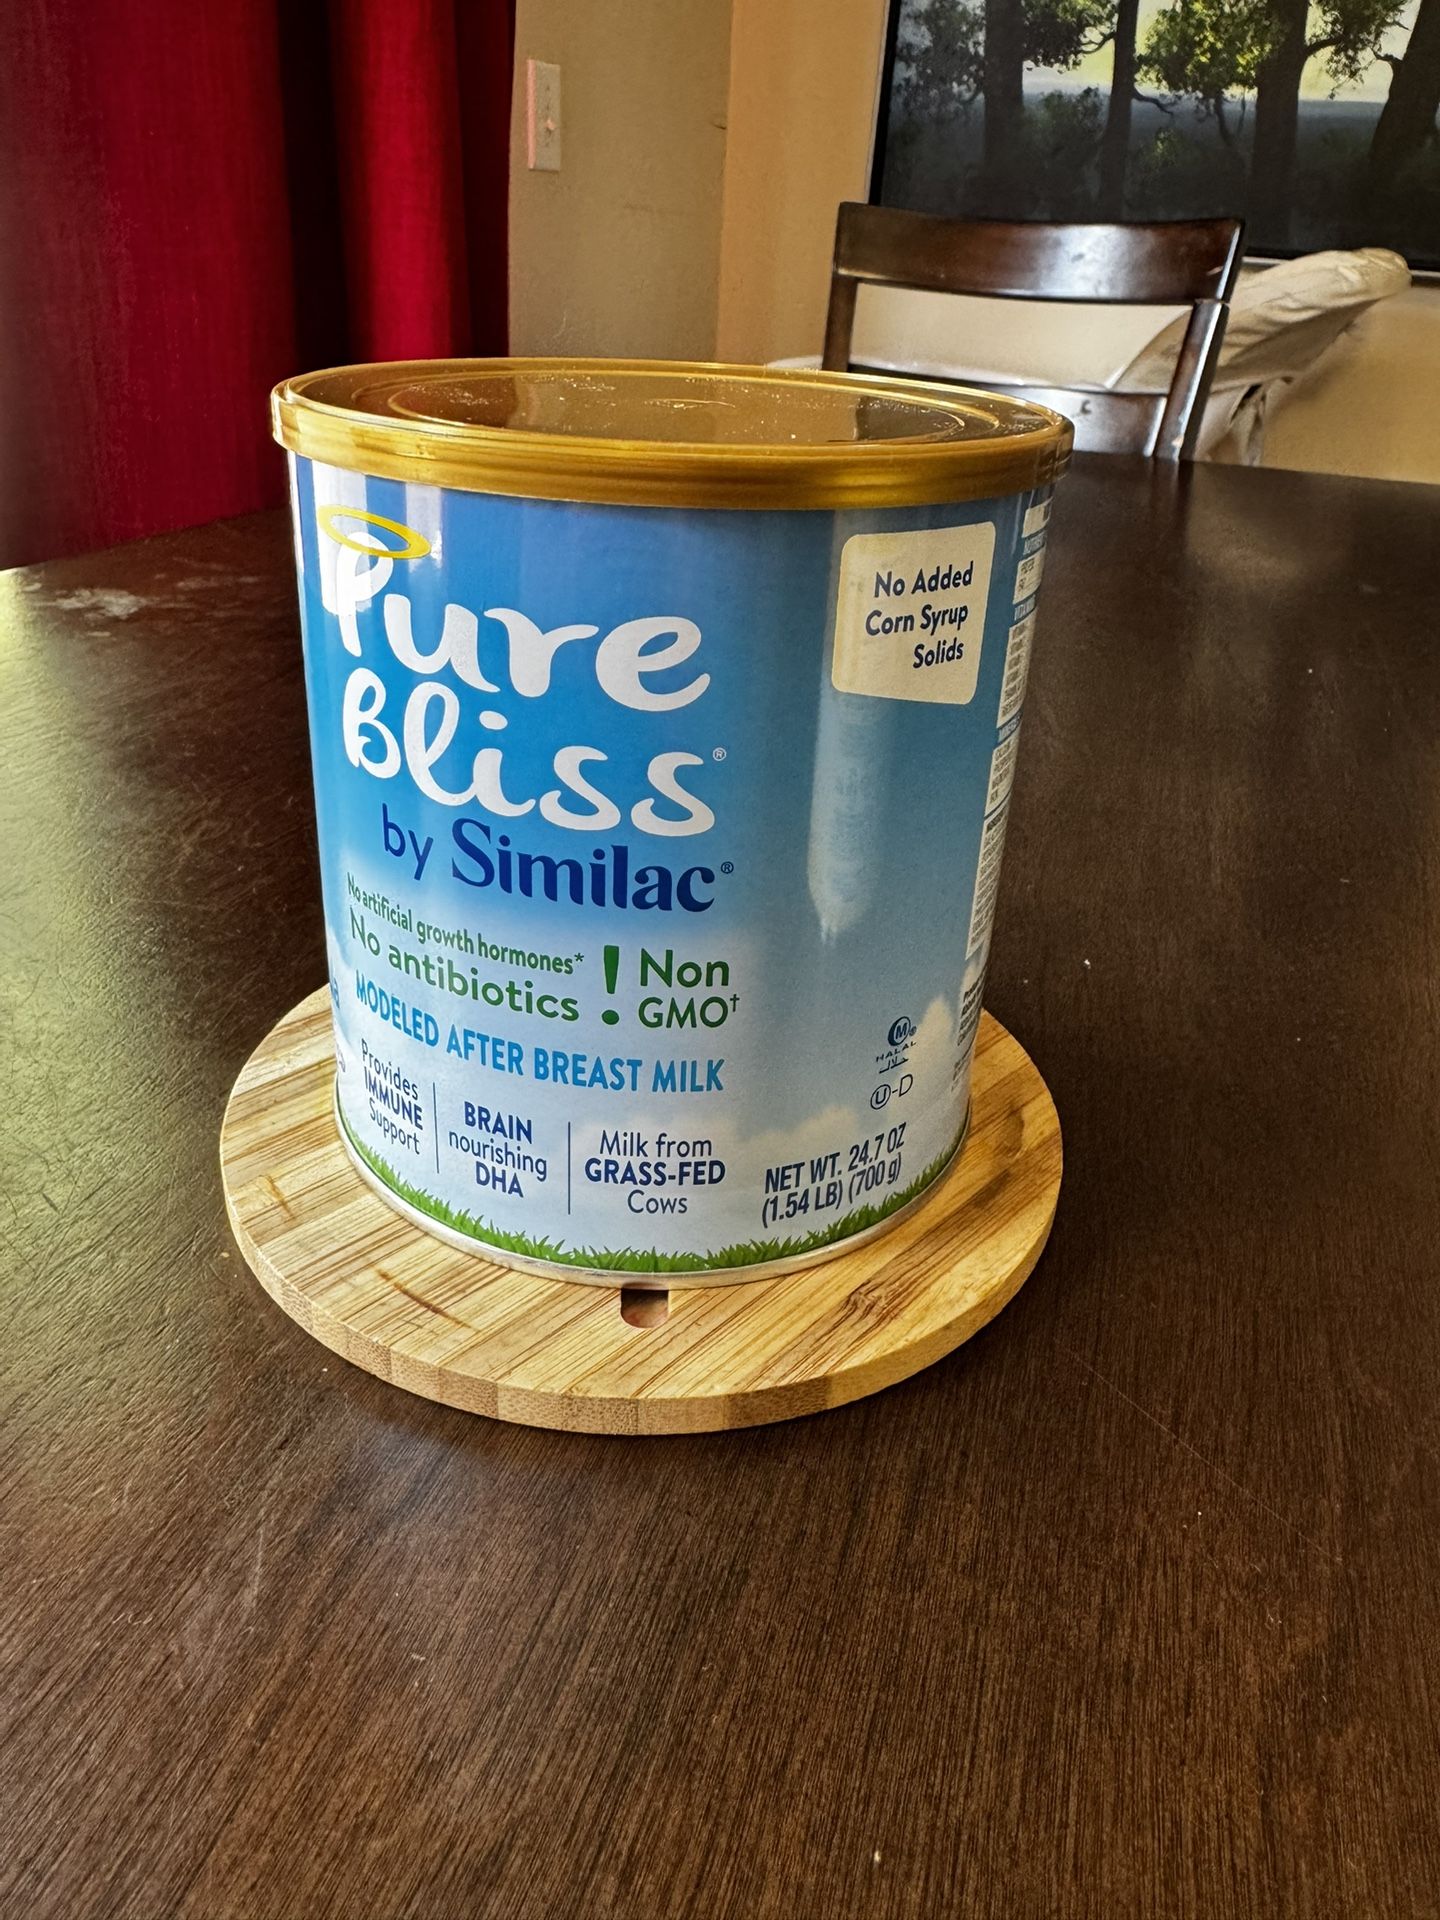 Pure
Bliss®
by Similac®
No artificial growth hormones*
No antibiotics
! Non
GMO†
MODELED AFTER BREAST MILK
Provides
IMMUNE
Support
BRAIN
nourishing
DHA
Milk from
GRASS-FED
Cows
No Added
Corn Syrup
Solids
M®
HALAL
حلال
U-D
NET WT. 24.7 OZ
(1.54 LB) (700 g)